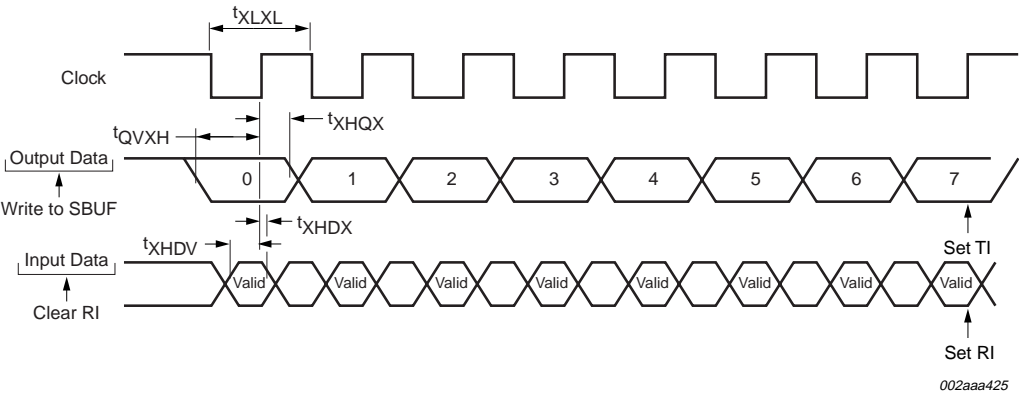 tXLXL
Clock
tXHQX
tQVXH
Output Data
0 1 2 3 4 5 6 7
Write to SBUF
tXHDX
Set TI
tXHDV
Input Data
Valid Valid Valid Valid Valid Valid Valid Valid
Clear RI
Set RI
002aaa425